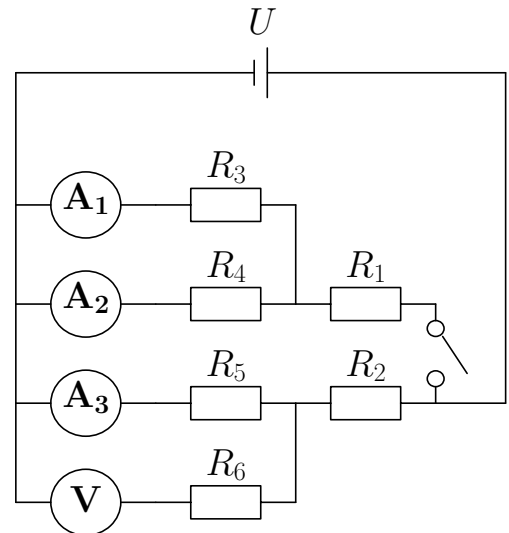 U
R₃
A₁
R₄ R₁
A₂
R₅ R₂
A₃
R₆
V